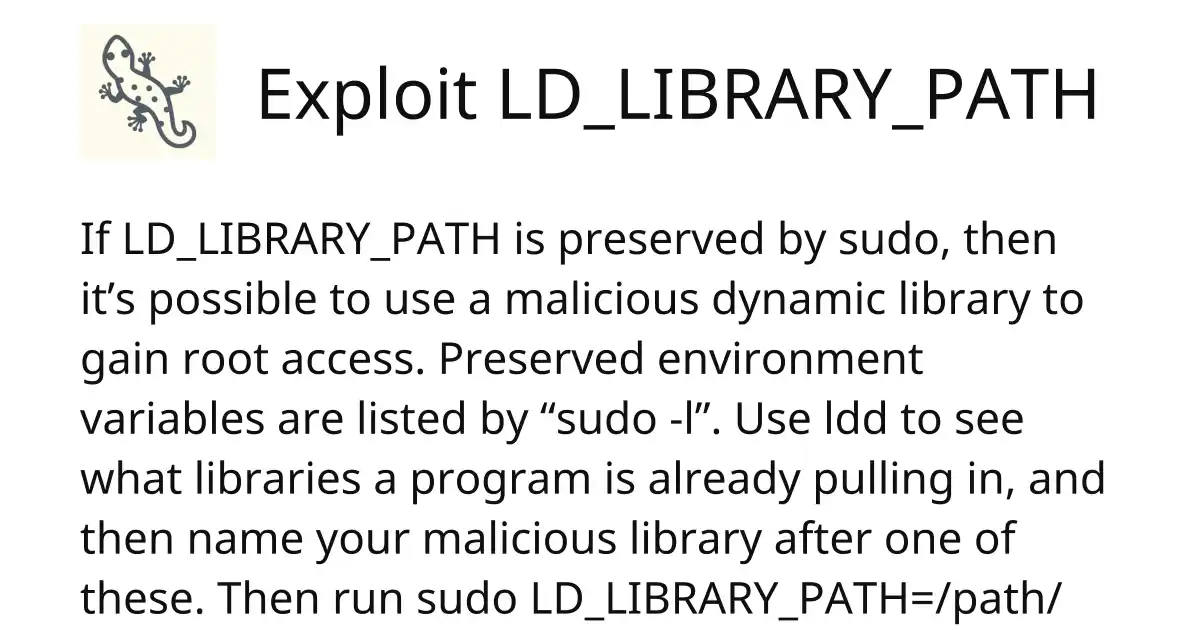 Exploit LD_LIBRARY_PATH
If LD_LIBRARY_PATH is preserved by sudo, then
it’s possible to use a malicious dynamic library to
gain root access. Preserved environment
variables are listed by “sudo -l”. Use ldd to see
what libraries a program is already pulling in, and
then name your malicious library after one of
these. Then run sudo LD_LIBRARY_PATH=/path/